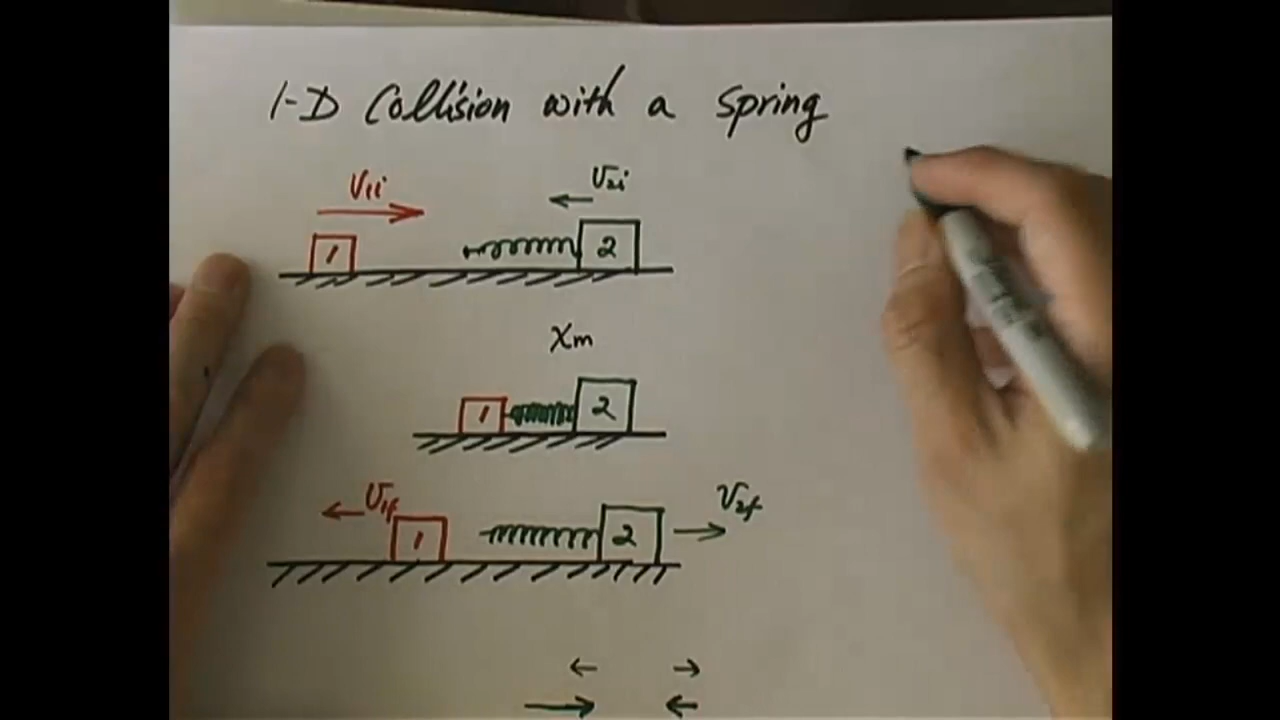 1-D Collision with a spring
V1i V2i
1 2
Xm
1 2
V1f V2f
1 2